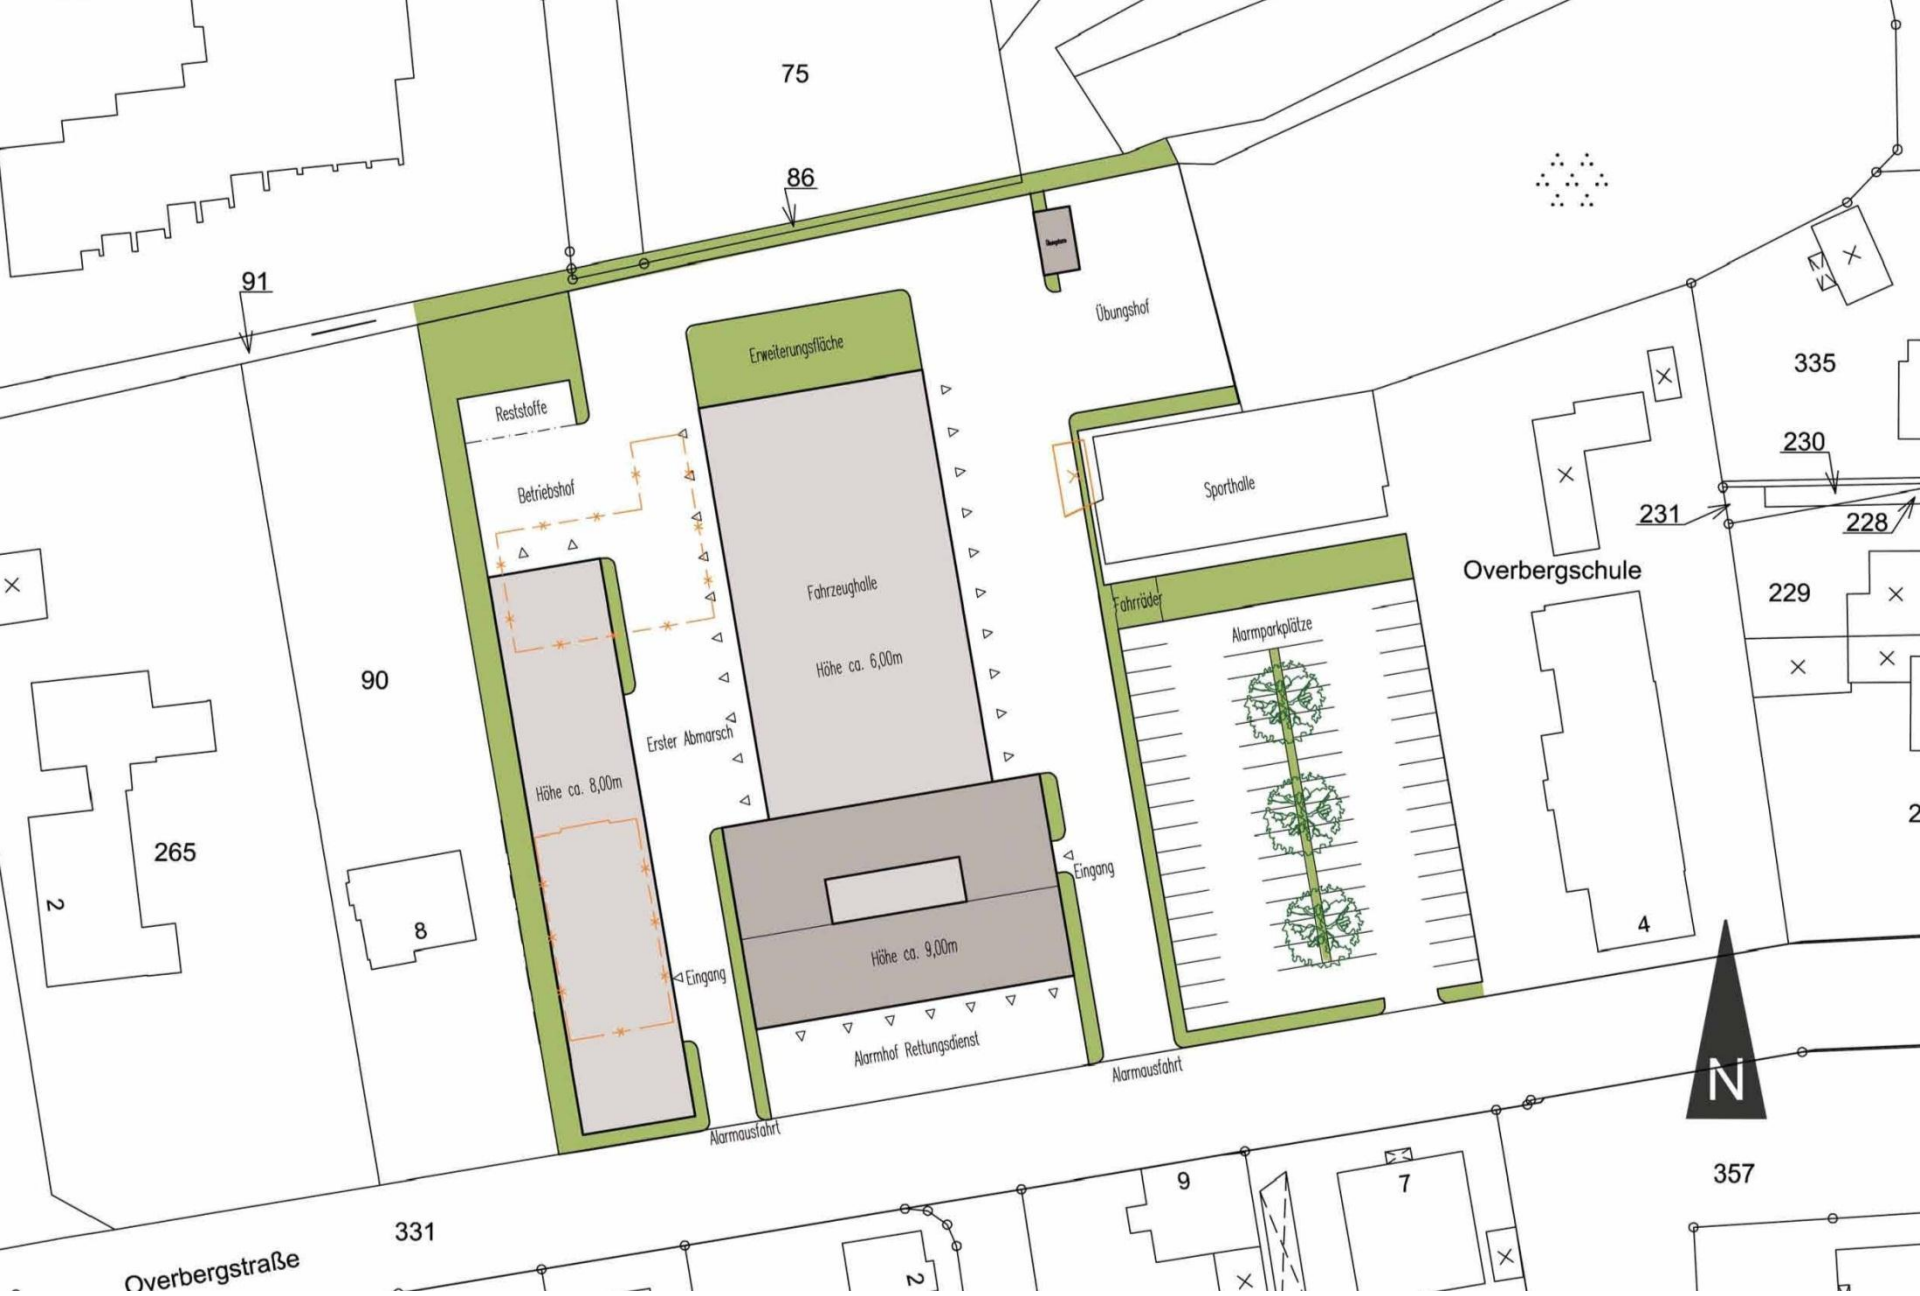 75
86
91
Übungshof
Erweiterungsfläche
335
Reststoffe
230
Betriebshof
Sporthalle
231
228
Overbergschule
Fahrzeughalle
229
Fahrräder
Alarmparkplätze
Höhe ca. 6,00m
90
Erster Abmarsch
Höhe ca. 8,00m
2
265
Eingang
2
8
4
Höhe ca. 9,00m
Eingang
Alarmhof Rettungsdienst
Alarmausfahrt
N
Alarmausfahrt
9
7
357
331
Overbergstraße
2